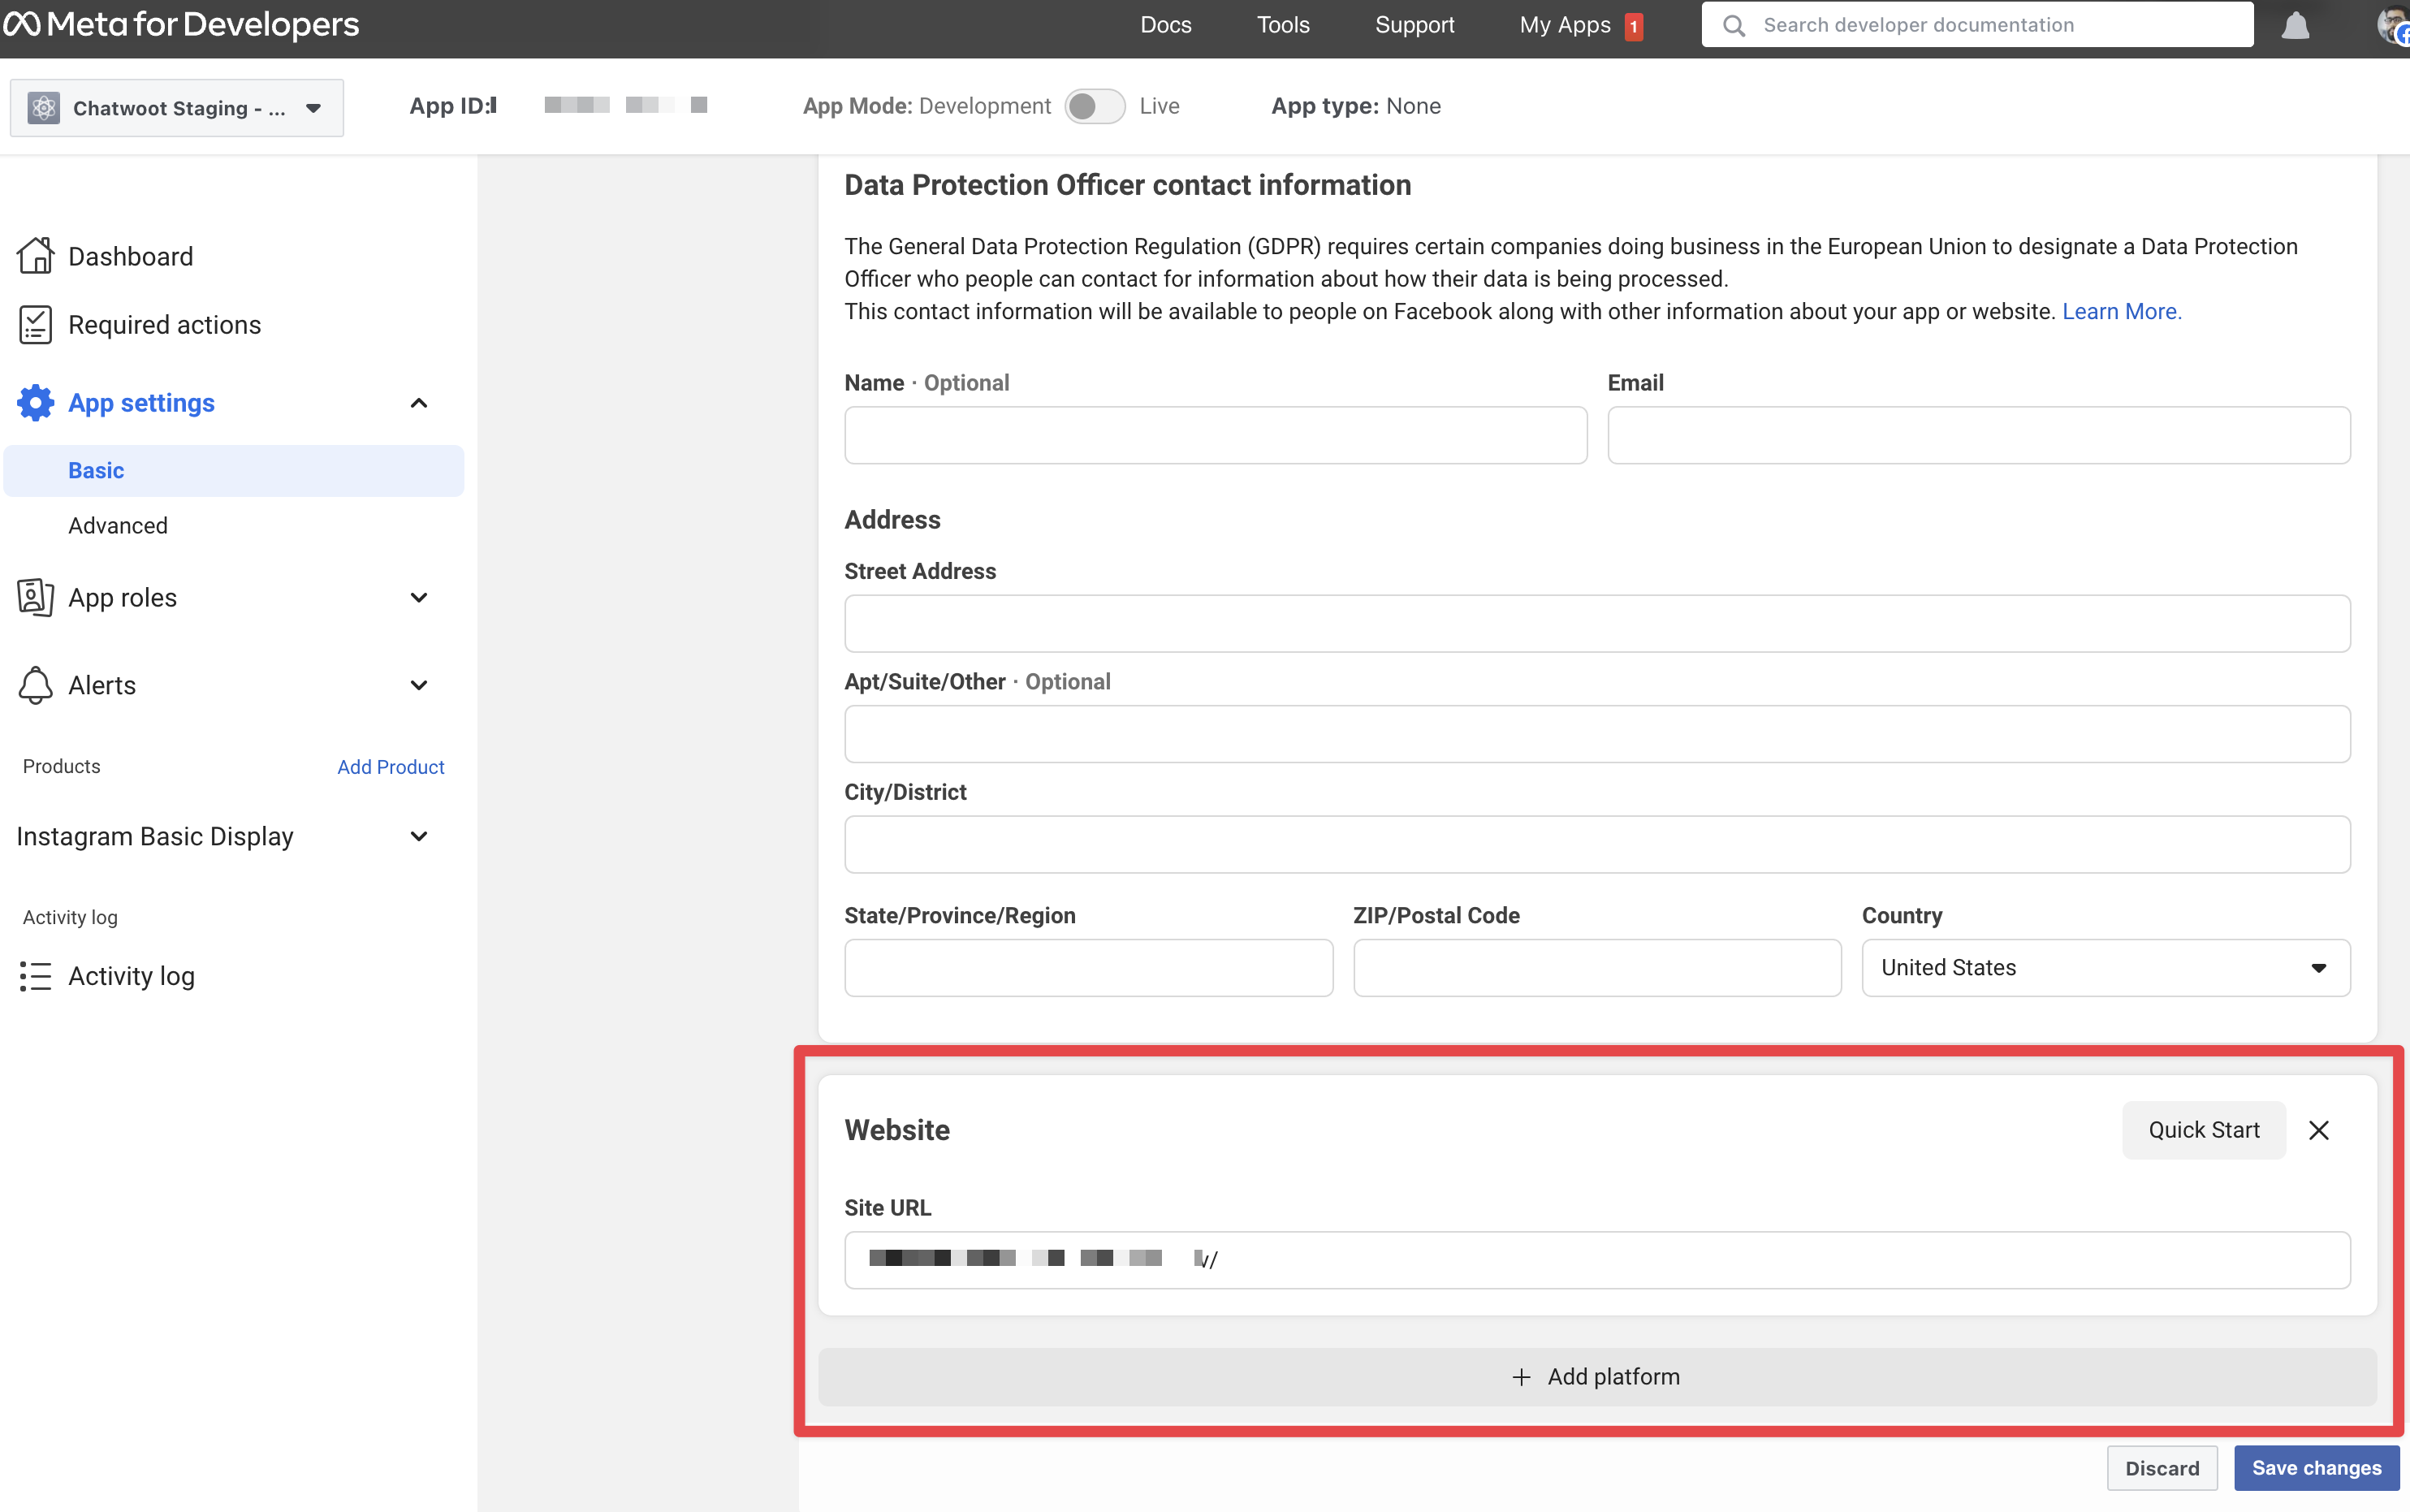 Meta for Developers
Docs
Tools
Support
My Apps 1
Search developer documentation
Chatwoot Staging - ...
App ID:
App Mode: Development
Live
App type: None
Dashboard
Required actions
App settings
Basic
Advanced
App roles
Alerts
Products
Add Product
Instagram Basic Display
Activity log
Activity log
Data Protection Officer contact information
The General Data Protection Regulation (GDPR) requires certain companies doing business in the European Union to designate a Data Protection
Officer who people can contact for information about how their data is being processed.
This contact information will be available to people on Facebook along with other information about your app or website. Learn More.
Name · Optional
Email
Address
Street Address
Apt/Suite/Other · Optional
City/District
State/Province/Region
ZIP/Postal Code
Country
United States
Website
Quick Start
Site URL
Add platform
Discard
Save changes